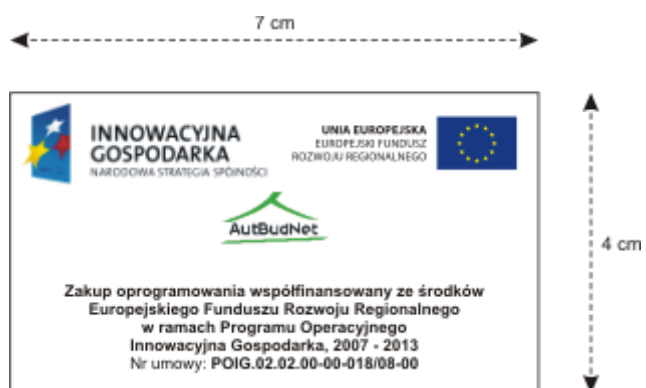 7 cm
INNOWACYJNA
GOSPODARKA
NARODOWA STRATEGIA SPÓJNOŚCI
UNIA EUROPEJSKA
EUROPEJSKI FUNDUSZ
ROZWOJU REGIONALNEGO
AutBudNet
4 cm
Zakup oprogramowania współfinansowany ze środków
Europejskiego Funduszu Rozwoju Regionalnego
w ramach Programu Operacyjnego
Innowacyjna Gospodarka, 2007 - 2013
Nr umowy: POIG.02.02.00-00-018/08-00